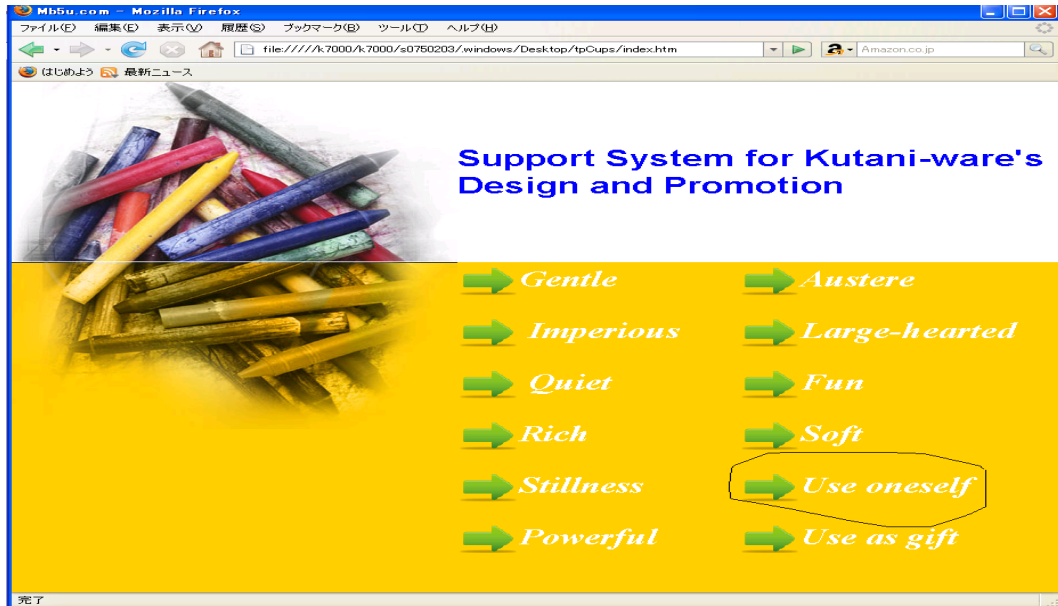 Mb5u.com - Mozilla Firefox
ファイル(F) 編集(E) 表示(V) 履歴(S) ブックマーク(B) ツール(T) ヘルプ(H)
file://///k7000/k7000/s0750203/.windows/Desktop/tpCups/index.htm
Amazon.co.jp
はじめよう 最新ニュース
Support System for Kutani-ware's
Design and Promotion
Gentle Austere
Imperious Large-hearted
Quiet Fun
Rich Soft
Stillness Use oneself
Powerful Use as gift
完了